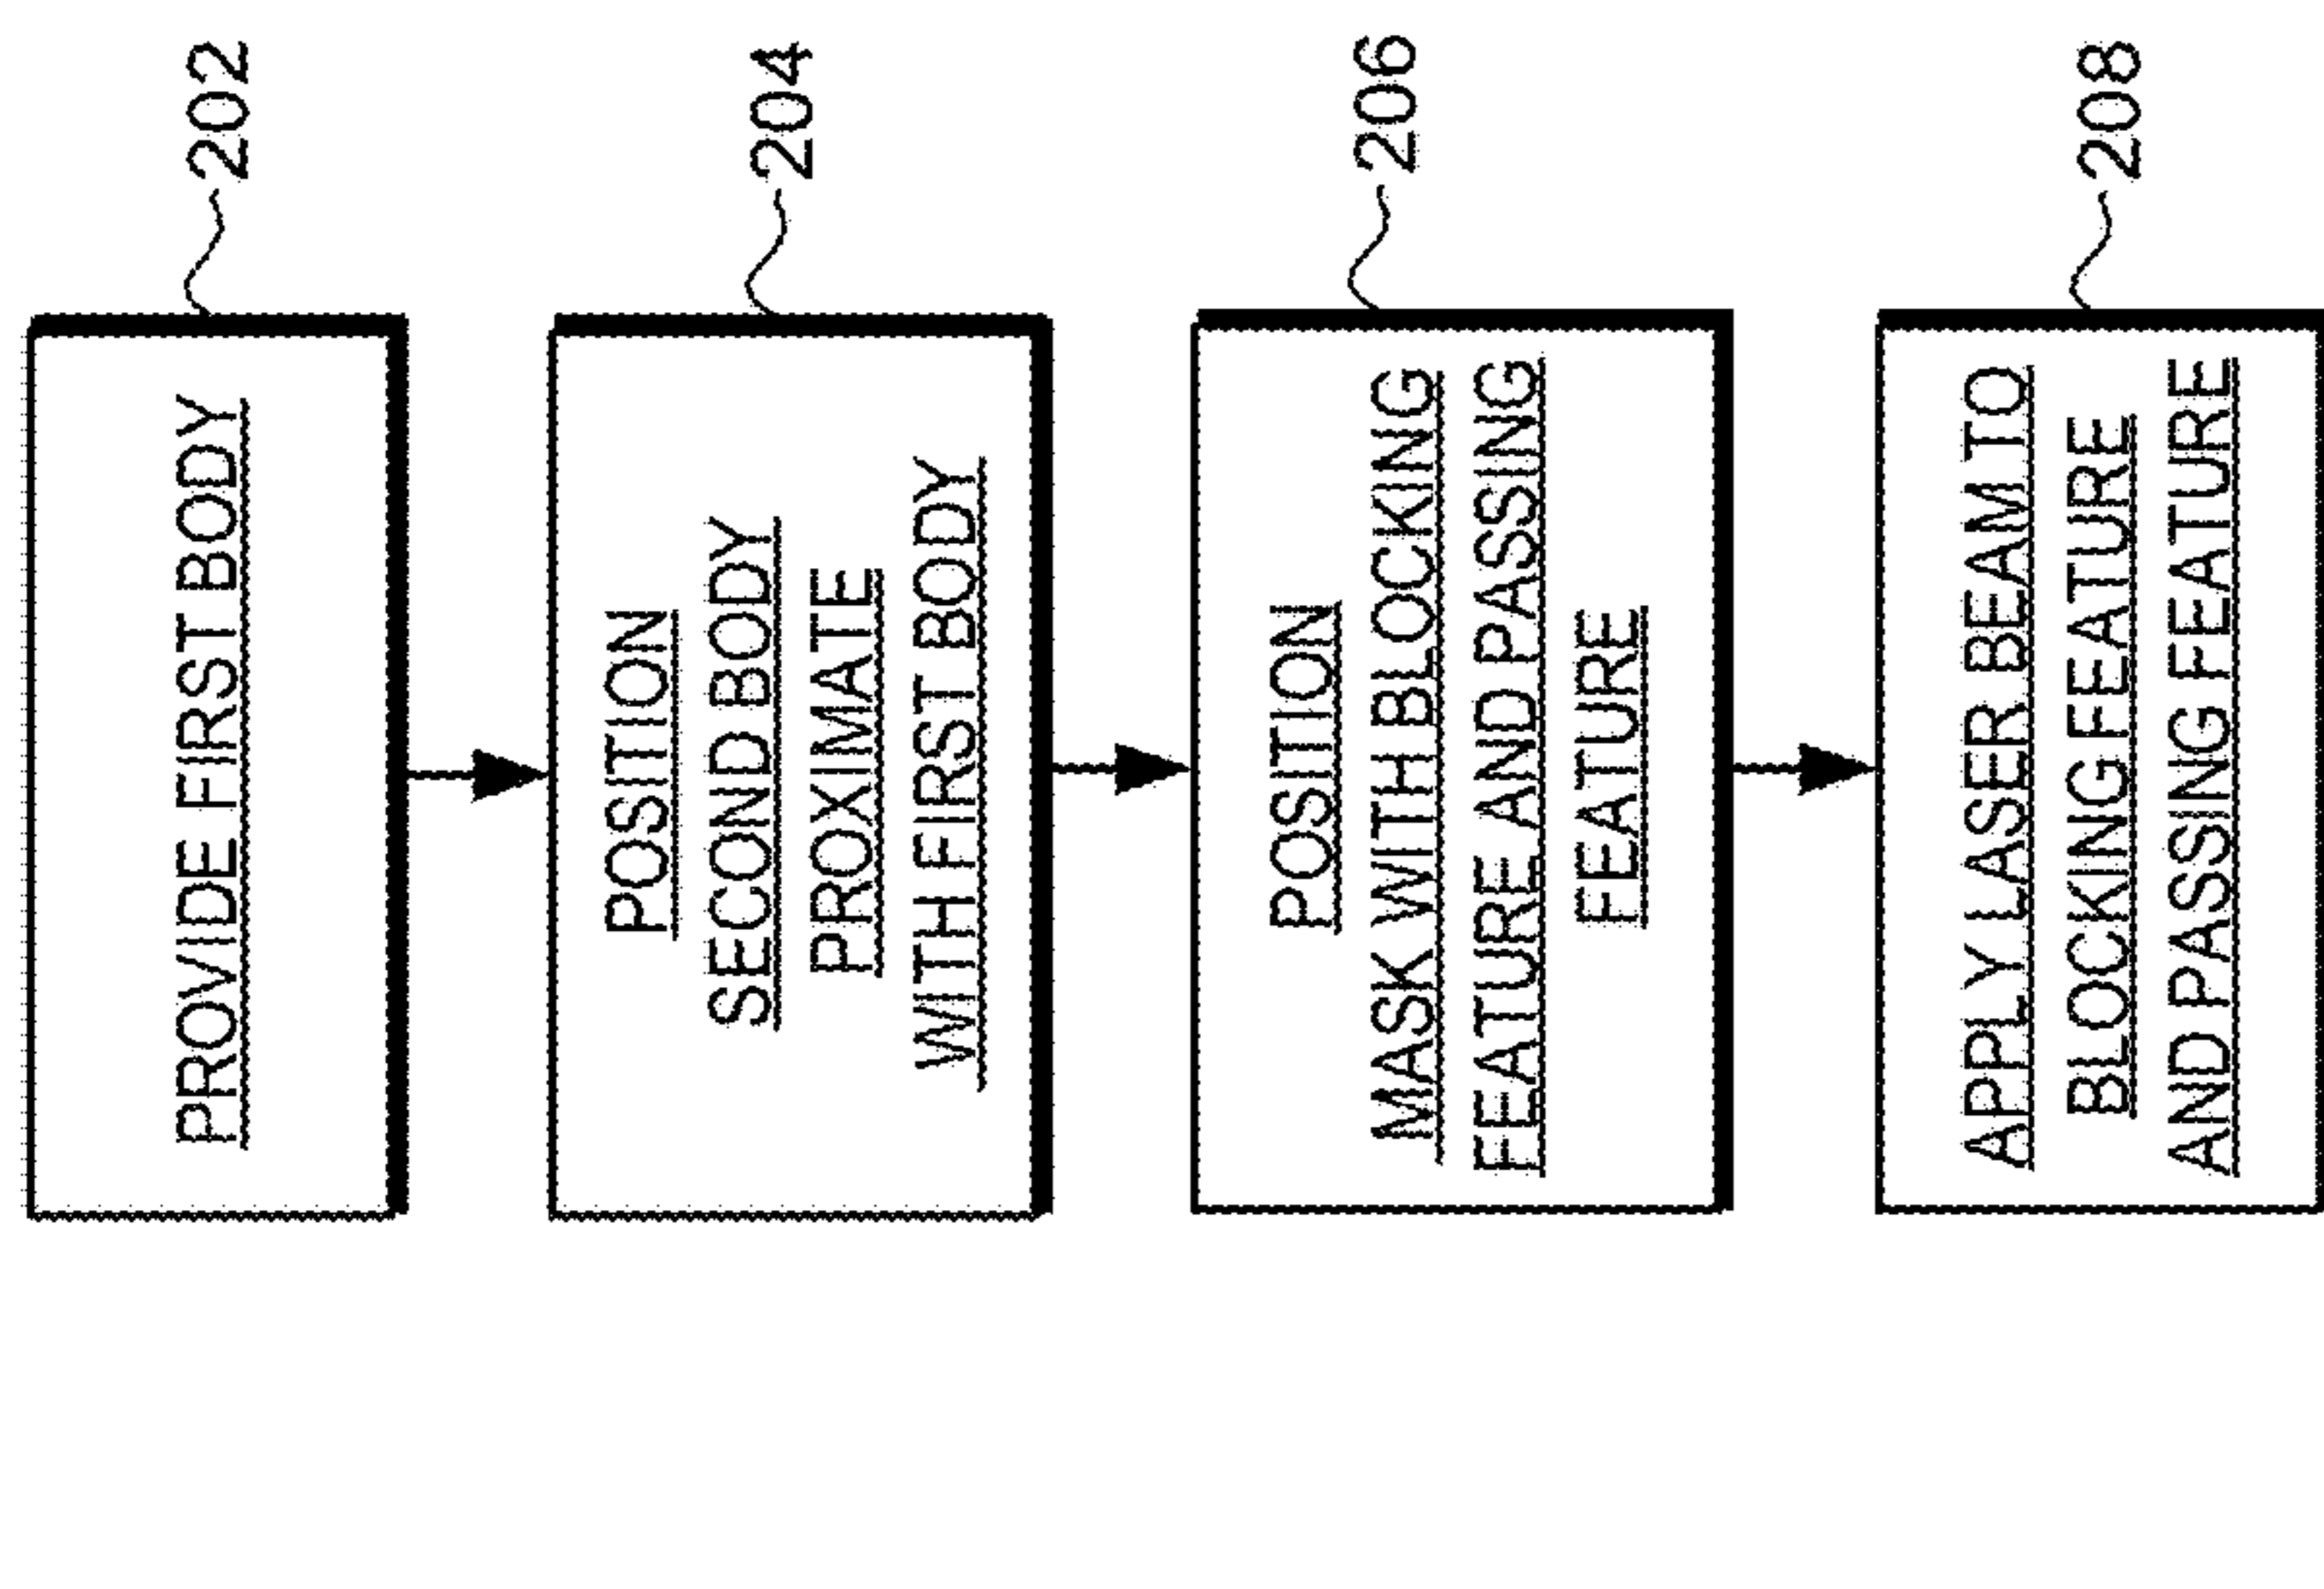 PROVIDE FIRST BODY
202
POSITION
SECOND BODY
PROXIMATE
WITH FIRST BODY
204
POSITION
MASK WITH BLOCKING
FEATURE AND PASSING
FEATURE
206
APPLY LASER BEAM TO
BLOCKING FEATURE
AND PASSING FEATURE
208